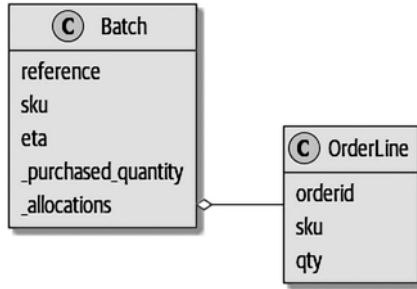 C Batch
reference
sku
eta
_purchased_quantity
_allocations
C OrderLine
orderid
sku
qty